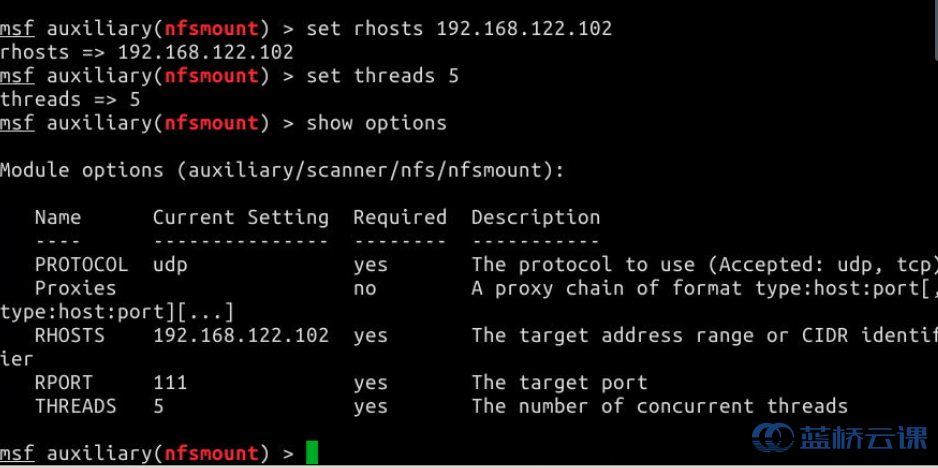 msf auxiliary(nfsmount) > set rhosts 192.168.122.102
rhosts => 192.168.122.102
msf auxiliary(nfsmount) > set threads 5
threads => 5
msf auxiliary(nfsmount) > show options
Module options (auxiliary/scanner/nfs/nfsmount):
   Name      Current Setting  Required  Description
   ----      ---------------  --------  -----------
   PROTOCOL  udp              yes       The protocol to use (Accepted: udp, tcp)
   Proxies                    no        A proxy chain of format type:host:port[,
type:host:port][...]
   RHOSTS    192.168.122.102  yes       The target address range or CIDR identif
ier
   RPORT     111              yes       The target port
   THREADS   5                yes       The number of concurrent threads
msf auxiliary(nfsmount) >
蓝桥云课